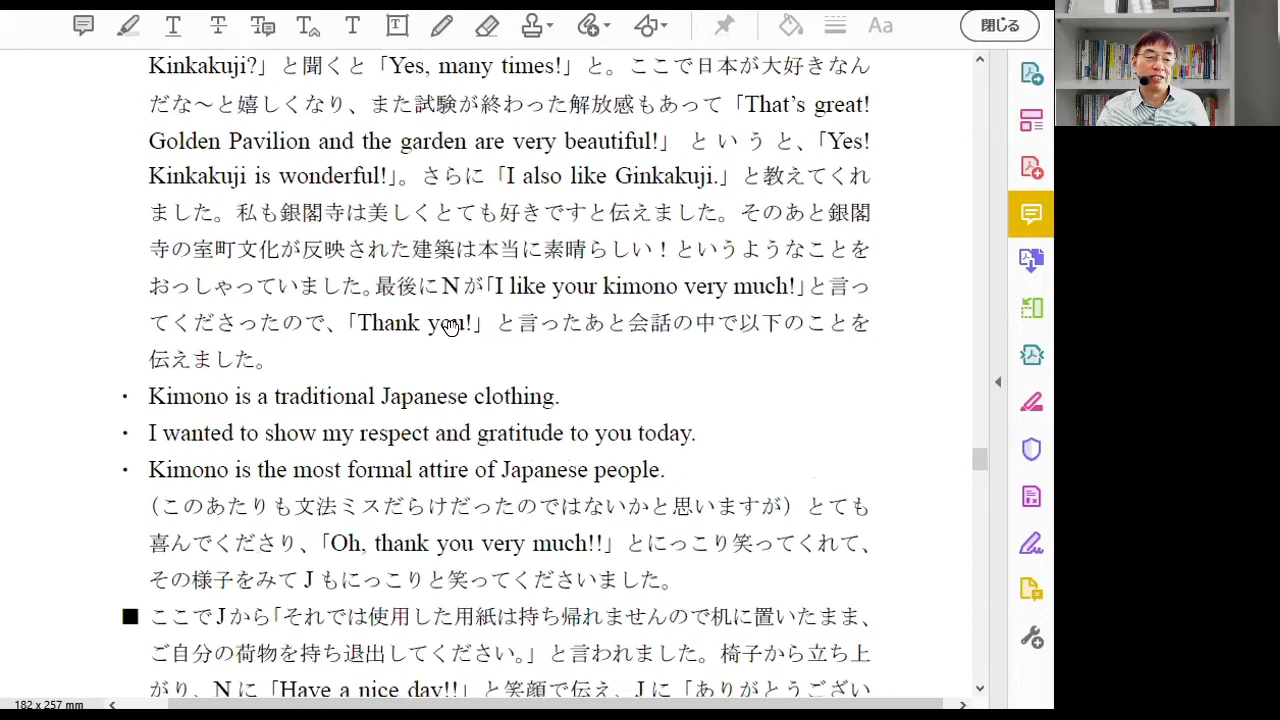 閉じる
Kinkakuji?」と聞くと「Yes, many times!」と。ここで日本が大好きなん
だな〜と嬉しくなり、また試験が終わった解放感もあって「That's great!
Golden Pavilion and the garden are very beautiful!」というと、「Yes!
Kinkakuji is wonderful!」。さらに「I also like Ginkakuji.」と教えてくれ
ました。私も銀閣寺は美しくとても好きですと伝えました。そのあと銀閣
寺の室町文化が反映された建築は本当に素晴らしい！というようなことを
おっしゃっていました。最後にNが「I like your kimono very much!」と言っ
てくださったので、「Thank you!」と言ったあと会話の中で以下のことを
伝えました。
・ Kimono is a traditional Japanese clothing.
・ I wanted to show my respect and gratitude to you today.
・ Kimono is the most formal attire of Japanese people.
（このあたりも文法ミスだらけだったのではないかと思いますが）とても
喜んでくださり、「Oh, thank you very much!!」とにっこり笑ってくれて、
その様子をみてJもにっこりと笑ってくださいました。
■ ここでJから「それでは使用した用紙は持ち帰れませんので机に置いたまま、
ご自分の荷物を持ち退出してください。」と言われました。椅子から立ち上
がり、Nに「Have a nice day!!」と笑顔で伝え、Jに「ありがとうござい
182 x 257 mm